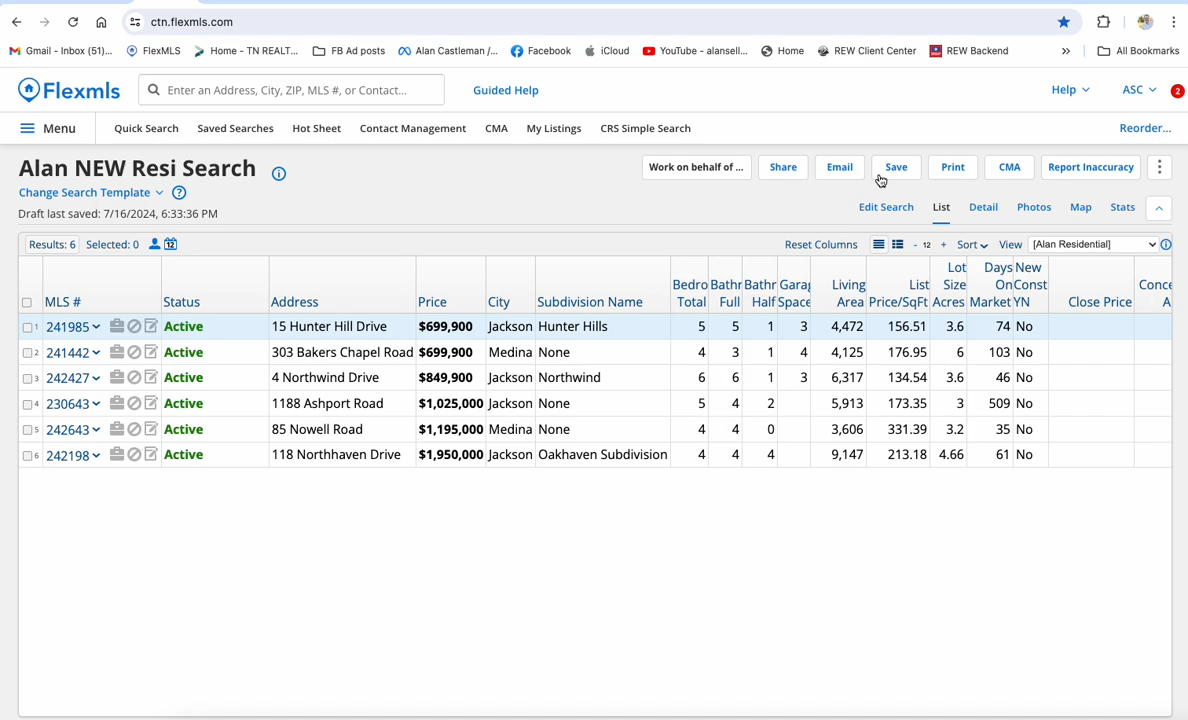 ctn.flexmls.com
Gmail - Inbox (51)... FlexMLS Home - TN REALT... FB Ad posts Alan Castleman /... Facebook iCloud YouTube - alansell... Home REW Client Center REW Backend » All Bookmarks
Flexmls Enter an Address, City, ZIP, MLS #, or Contact... Guided Help Help ASC 2
Menu Quick Search Saved Searches Hot Sheet Contact Management CMA My Listings CRS Simple Search Reorder...
Alan NEW Resi Search Work on behalf of ... Share Email Save Print CMA Report Inaccuracy
Change Search Template ?
Draft last saved: 7/16/2024, 6:33:36 PM Edit Search List Detail Photos Map Stats
Results: 6 Selected: 0 12 Reset Columns - 12 + Sort View [Alan Residential]
Lot Days New
Bedro Bathr Bathr Garag Living List Size On Const Conce
MLS # Status Address Price City Subdivision Name Total Full Half Space Area Price/SqFt Acres Market YN Close Price A
1 241985 Active 15 Hunter Hill Drive $699,900 Jackson Hunter Hills 5 5 1 3 4,472 156.51 3.6 74 No
2 241442 Active 303 Bakers Chapel Road $699,900 Medina None 4 3 1 4 4,125 176.95 6 103 No
3 242427 Active 4 Northwind Drive $849,900 Jackson Northwind 6 6 1 3 6,317 134.54 3.6 46 No
4 230643 Active 1188 Ashport Road $1,025,000 Jackson None 5 4 2 5,913 173.35 3 509 No
5 242643 Active 85 Nowell Road $1,195,000 Medina None 4 4 0 3,606 331.39 3.2 35 No
6 242198 Active 118 Northhaven Drive $1,950,000 Jackson Oakhaven Subdivision 4 4 4 9,147 213.18 4.66 61 No